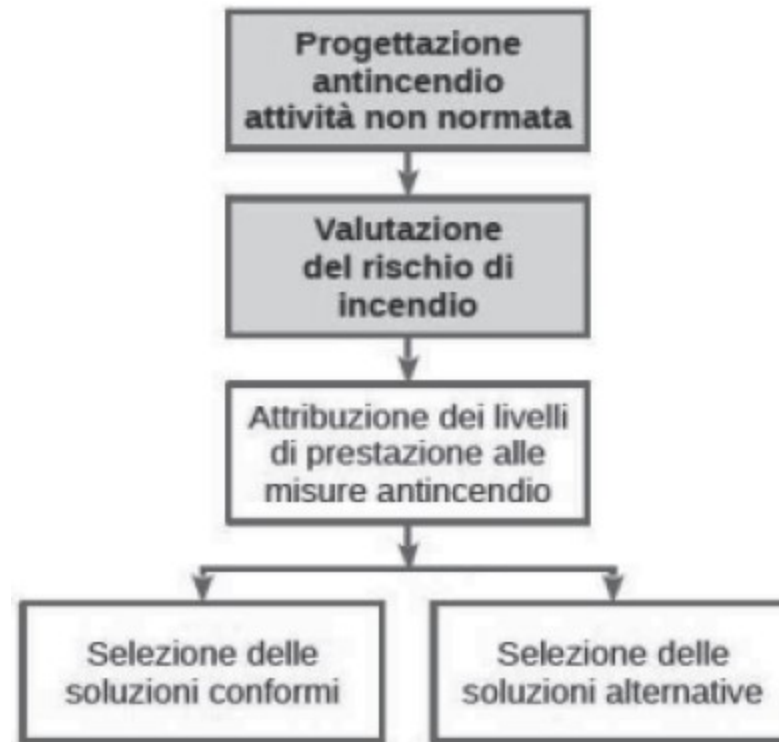 Progettazione
antincendio
attività non normata
Valutazione
del rischio di
incendio
Attribuzione dei livelli
di prestazione alle
misure antincendio
Selezione delle
soluzioni conformi
Selezione delle
soluzioni alternative